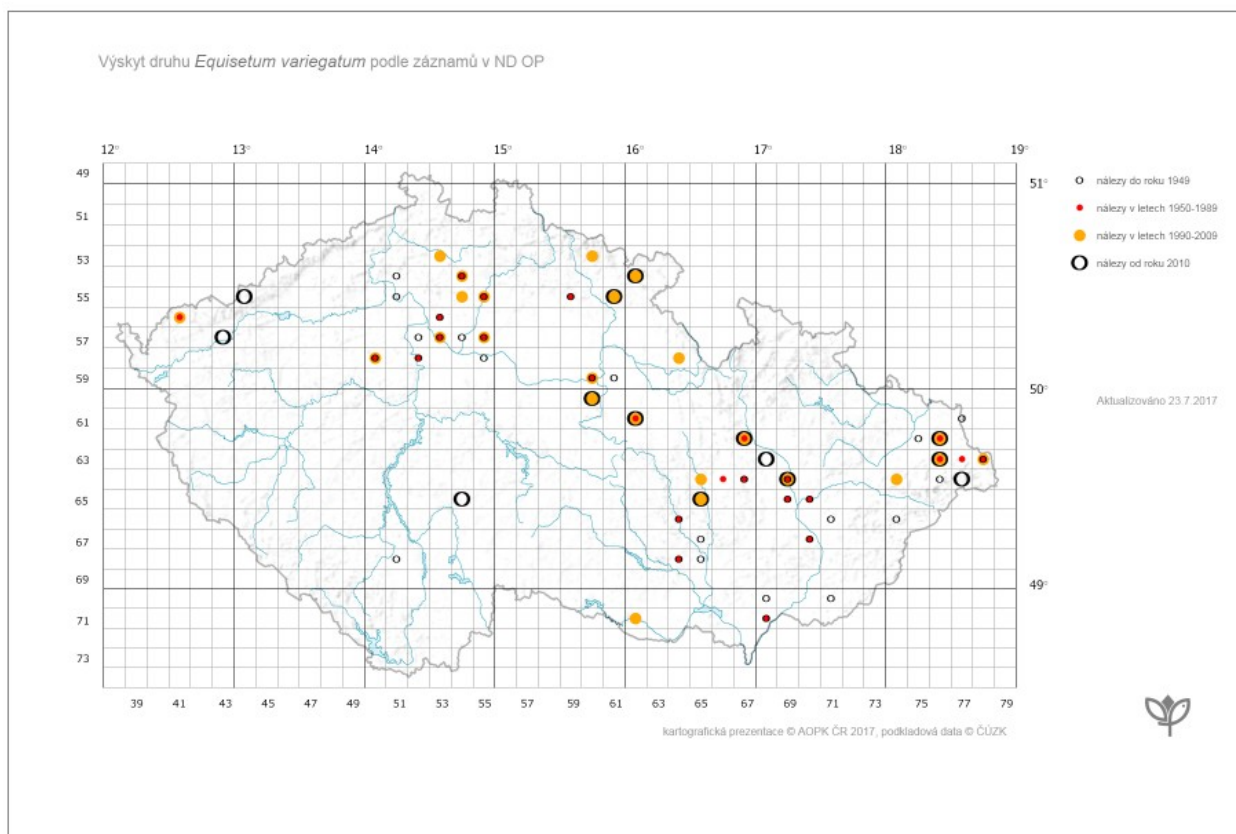 Výskyt druhu Equisetum variegatum podle záznamů v ND OP
12° 13° 14° 15° 16° 17° 18° 19°
49
51
53
55
57
59
61
63
65
67
69
71
73
51°
50°
49°
39 41 43 45 47 49 51 53 55 57 59 61 63 65 67 69 71 73 75 77 79
nálezy do roku 1949
nálezy v letech 1950-1989
nálezy v letech 1990-2009
nálezy od roku 2010
Aktualizováno 23.7.2017
kartografická prezentace © AOPK ČR 2017, podkladová data © ČÚZK